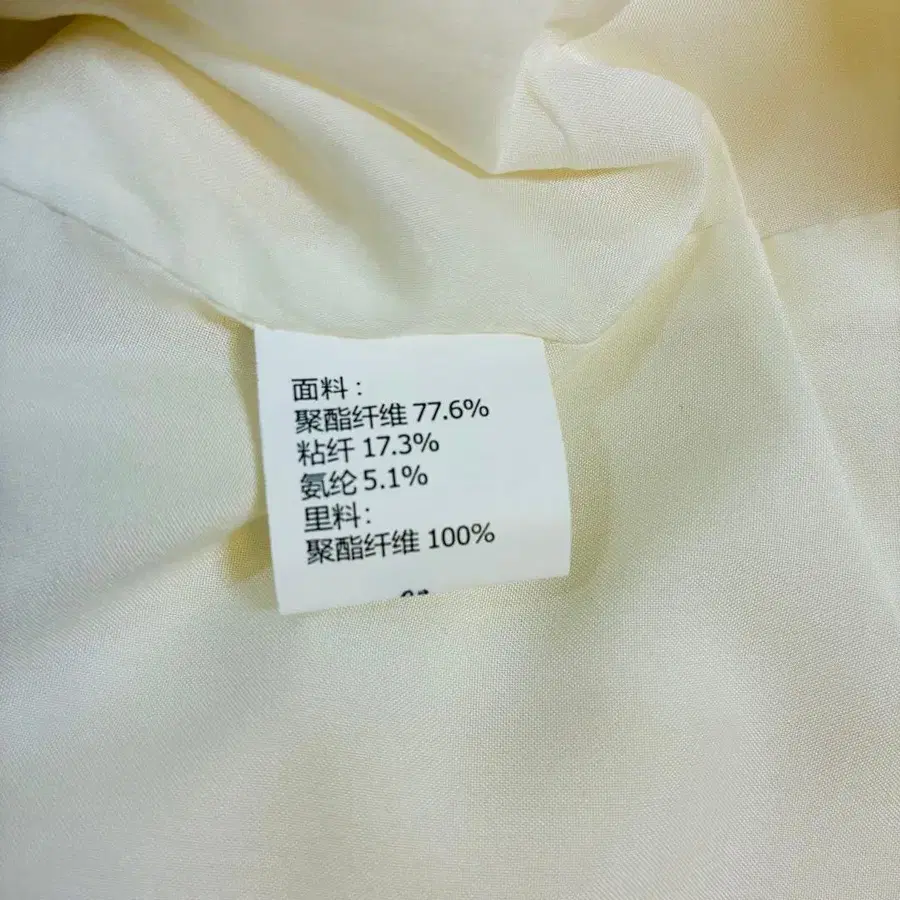 面料：
聚酯纤维 77.6%
粘纤 17.3%
氨纶 5.1%
里料：
聚酯纤维 100%